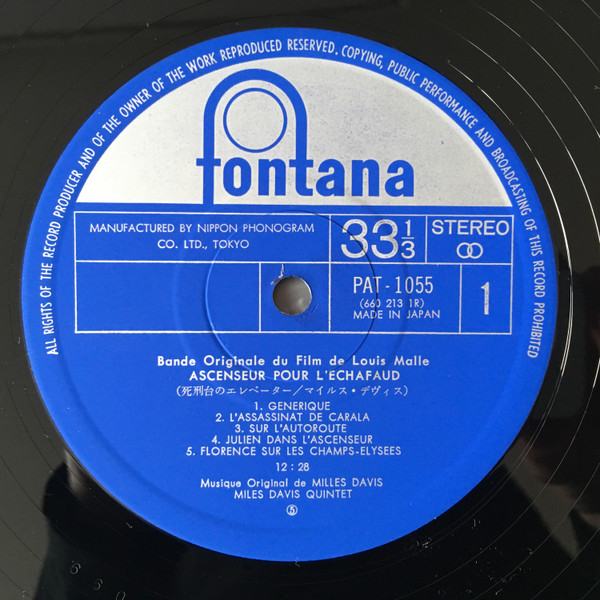 ALL RIGHTS OF THE RECORD PRODUCER AND OF THE OWNER OF THE WORK REPRODUCED RESERVED. COPYING, PUBLIC PERFORMANCE AND BROADCASTING OF THIS RECORD PROHIBITED
fontana
MANUFACTURED BY NIPPON PHONOGRAM
CO. LTD., TOKYO
33 1/3
STEREO
PAT-1055
(660 213 1R)
MADE IN JAPAN
1
Bande Originale du Film de Louis Malle
ASCENSEUR POUR L'ECHAFAUD
(死刑台のエレベーター/マイルス・デヴィス)
1. GENERIQUE
2. L'ASSASSINAT DE CARALA
3. SUR L'AUTOROUTE
4. JULIEN DANS L'ASCENSEUR
5. FLORENCE SUR LES CHAMPS-ELYSEES
12:28
Musique Original de MILLES DAVIS
MILES DAVIS QUINTET
⑤